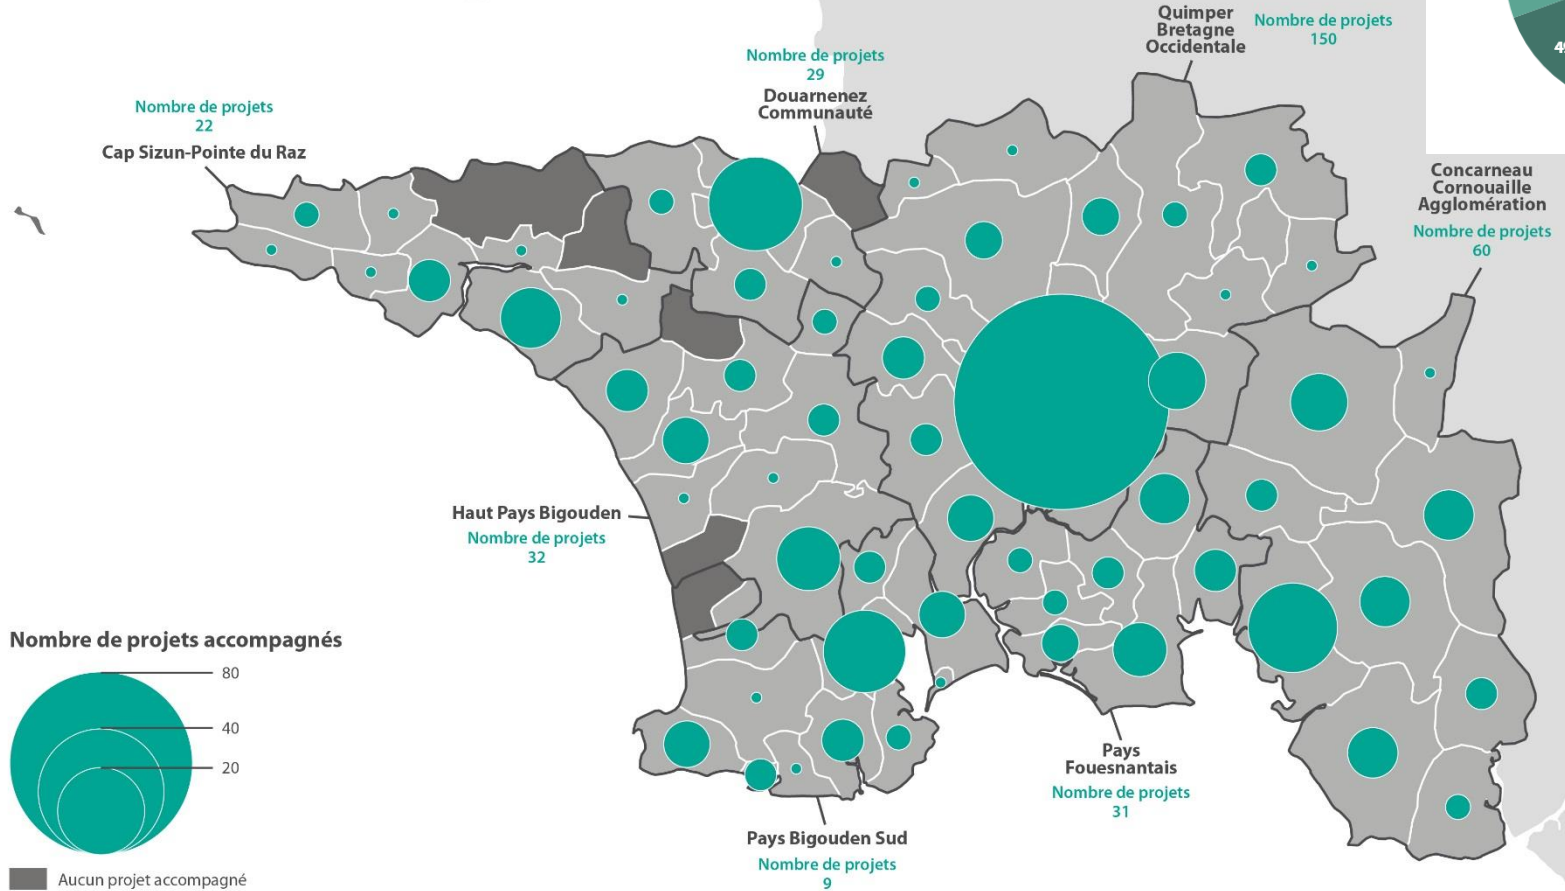 Quimper
Bretagne
Occidentale
Nombre de projets
150
Nombre de projets
29
Douarnenez
Communauté
Nombre de projets
22
Cap Sizun-Pointe du Raz
Concarneau
Cornouaille
Agglomération
Nombre de projets
60
Haut Pays Bigouden
Nombre de projets
32
Nombre de projets accompagnés
80
40
20
Aucun projet accompagné
Pays
Fouesnantais
Nombre de projets
31
Pays Bigouden Sud
Nombre de projets
9